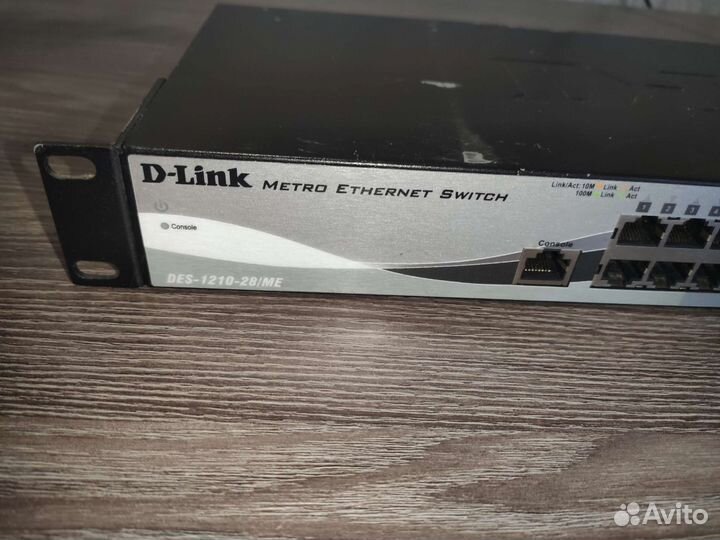 D-Link METRO ETHERNET SWITCH
Link/Act: 10M Link Act
100M Link Act
1 2 3 4
Console
Console
DES-1210-28/ME
Avito